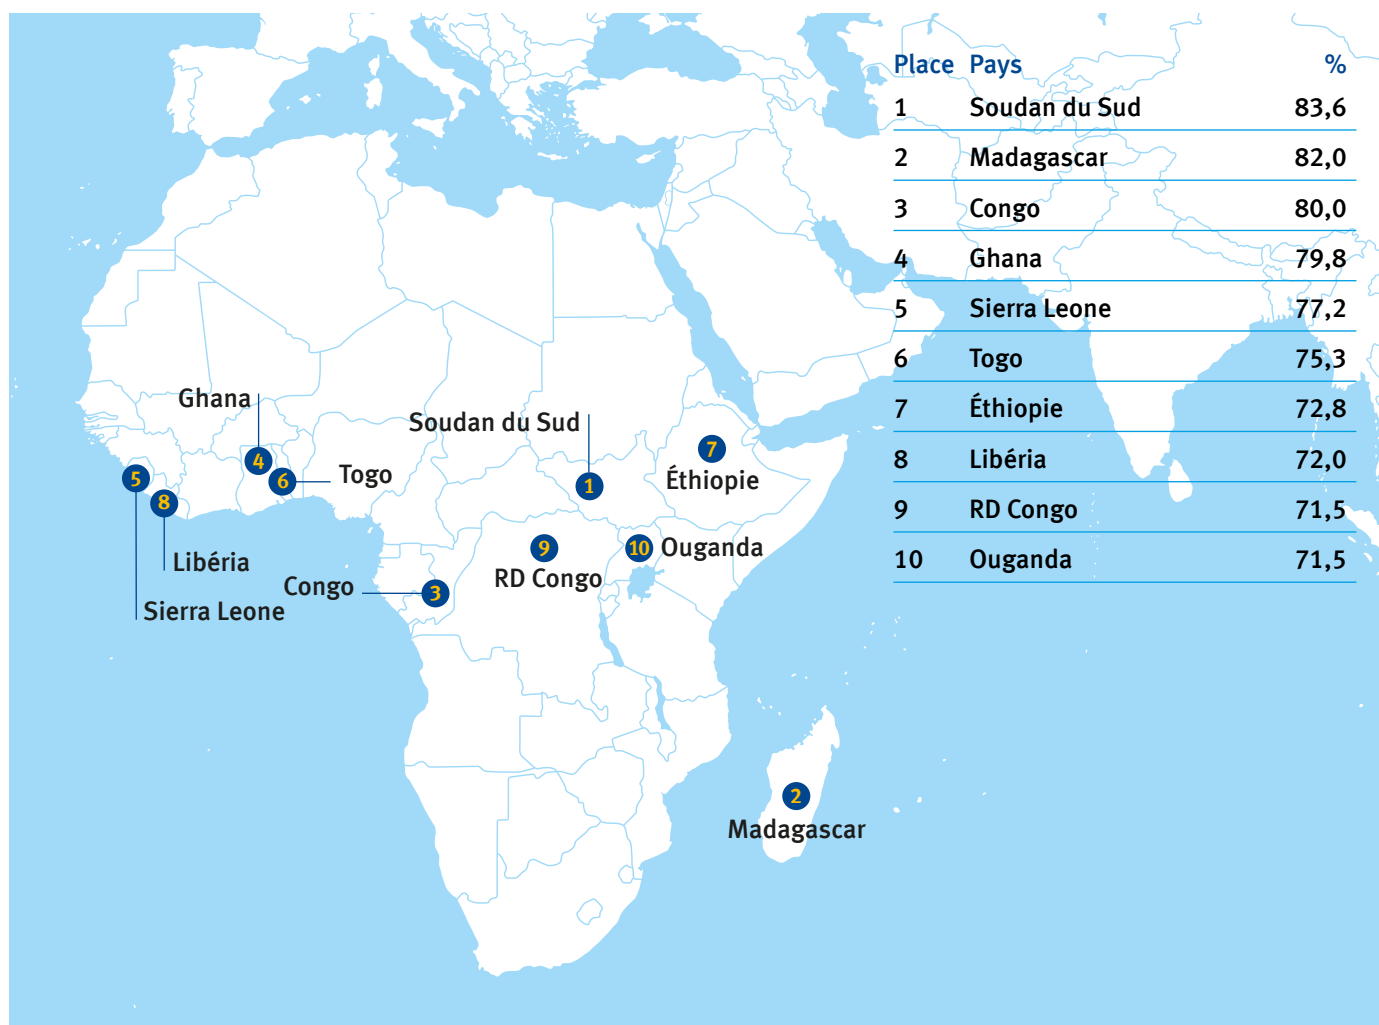 Place Pays %
1 Soudan du Sud 83,6
2 Madagascar 82,0
3 Congo 80,0
4 Ghana 79,8
5 Sierra Leone 77,2
6 Togo 75,3
7 Éthiopie 72,8
8 Libéria 72,0
9 RD Congo 71,5
10 Ouganda 71,5
Ghana
Soudan du Sud
4
7
5
6
Togo
Éthiopie
1
8
9
10
Ouganda
Libéria
RD Congo
Congo
3
Sierra Leone
2
Madagascar